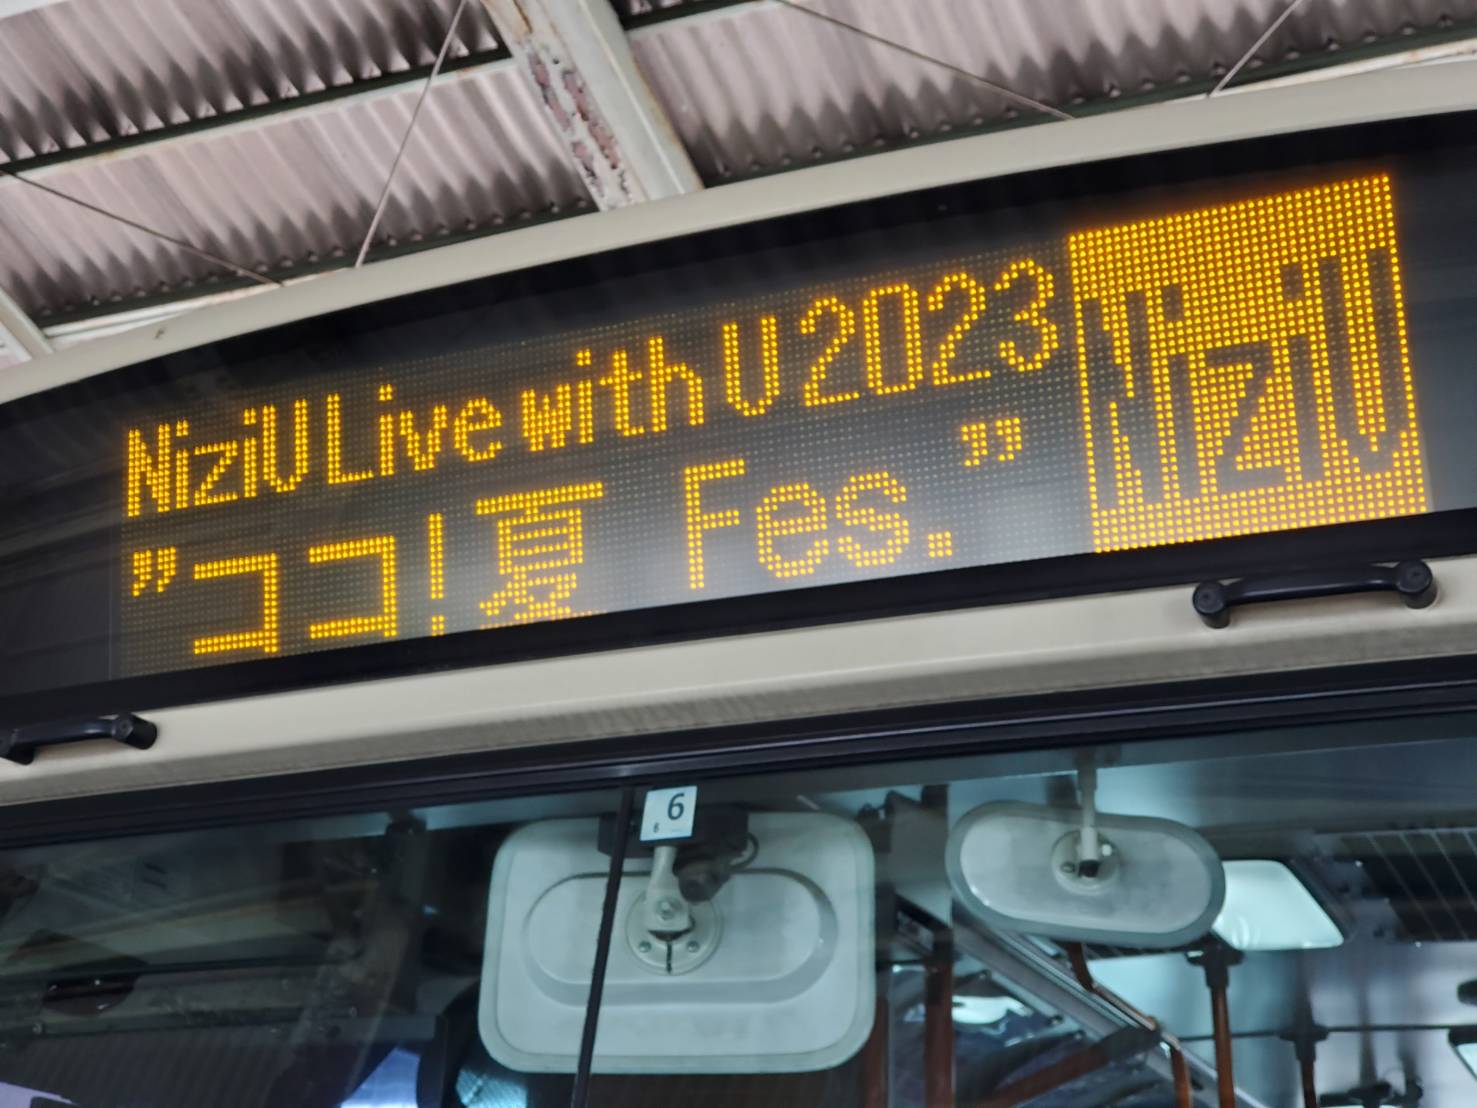 NiziU Live with U 2023
”ココ!夏 Fes.”
NiziU
6